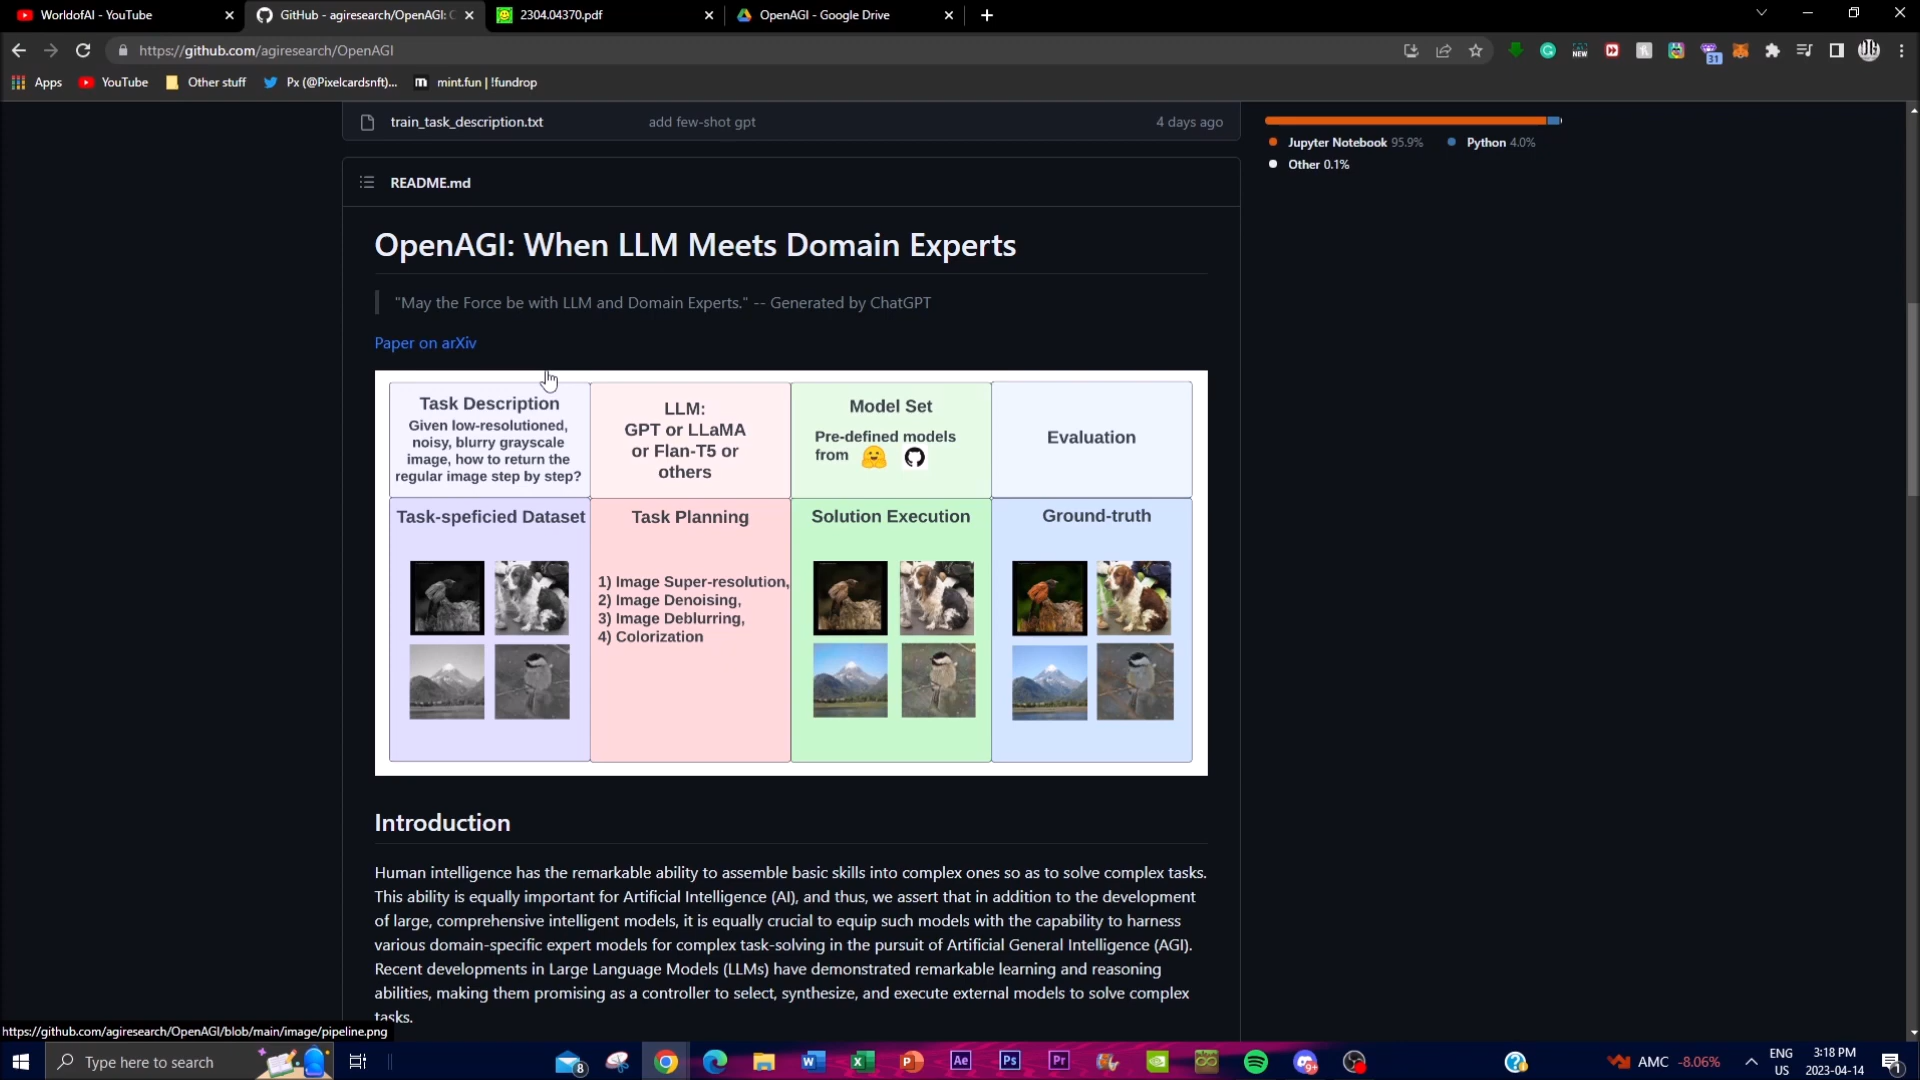 WorldofAI - YouTube
GitHub - agiresearch/OpenAGI: C
2304.04370.pdf
OpenAGI - Google Drive
https://github.com/agiresearch/OpenAGI
NEW
31
Apps
YouTube
Other stuff
Px (@Pixelcardsnft)...
m mint.fun | !fundrop
train_task_description.txt
add few-shot gpt
4 days ago
Jupyter Notebook 95.9%
Python 4.0%
Other 0.1%
README.md
OpenAGI: When LLM Meets Domain Experts
"May the Force be with LLM and Domain Experts." -- Generated by ChatGPT
Paper on arXiv
Task Description
Given low-resolutioned,
noisy, blurry grayscale
image, how to return the
regular image step by step?
LLM:
GPT or LLaMA
or Flan-T5 or
others
Model Set
Pre-defined models
from
Evaluation
Task-speficied Dataset
Task Planning
1) Image Super-resolution,
2) Image Denoising,
3) Image Deblurring,
4) Colorization
Solution Execution
Ground-truth
Introduction
Human intelligence has the remarkable ability to assemble basic skills into complex ones so as to solve complex tasks.
This ability is equally important for Artificial Intelligence (AI), and thus, we assert that in addition to the development
of large, comprehensive intelligent models, it is equally crucial to equip such models with the capability to harness
various domain-specific expert models for complex task-solving in the pursuit of Artificial General Intelligence (AGI).
Recent developments in Large Language Models (LLMs) have demonstrated remarkable learning and reasoning
abilities, making them promising as a controller to select, synthesize, and execute external models to solve complex
tasks.
https://github.com/agiresearch/OpenAGI/blob/main/image/pipeline.png
Type here to search
8
Ae
Ps
Pr
9+
AMC -8.06%
ENG
US
3:18 PM
2023-04-14
1